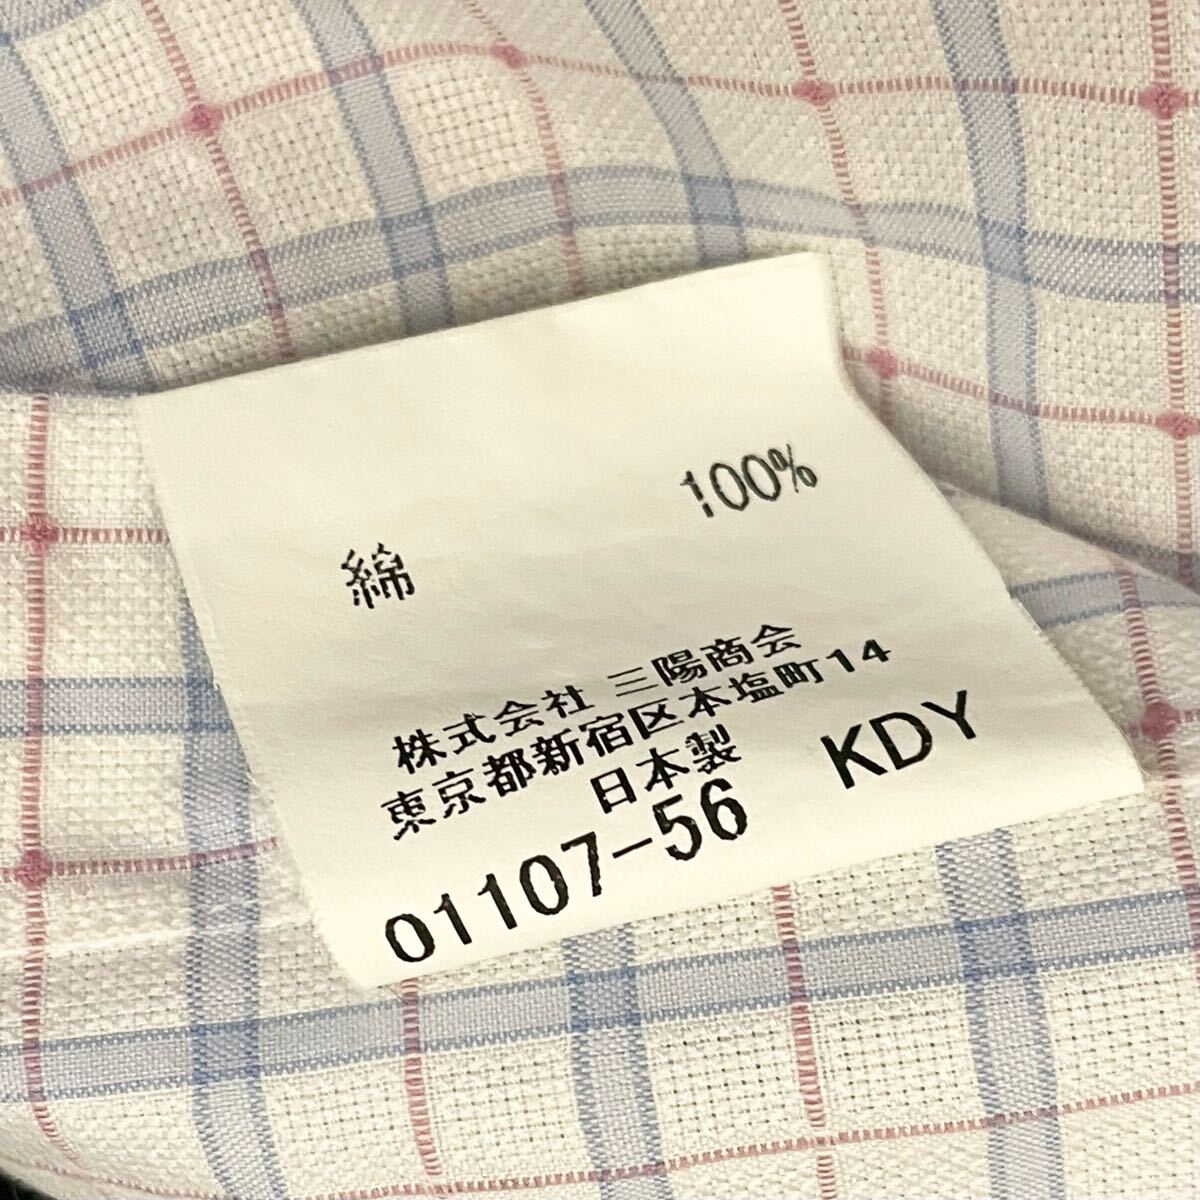 綿 100%
株式会社 三陽商会
東京都新宿区本塩町14
日本製
01107-56 KDY